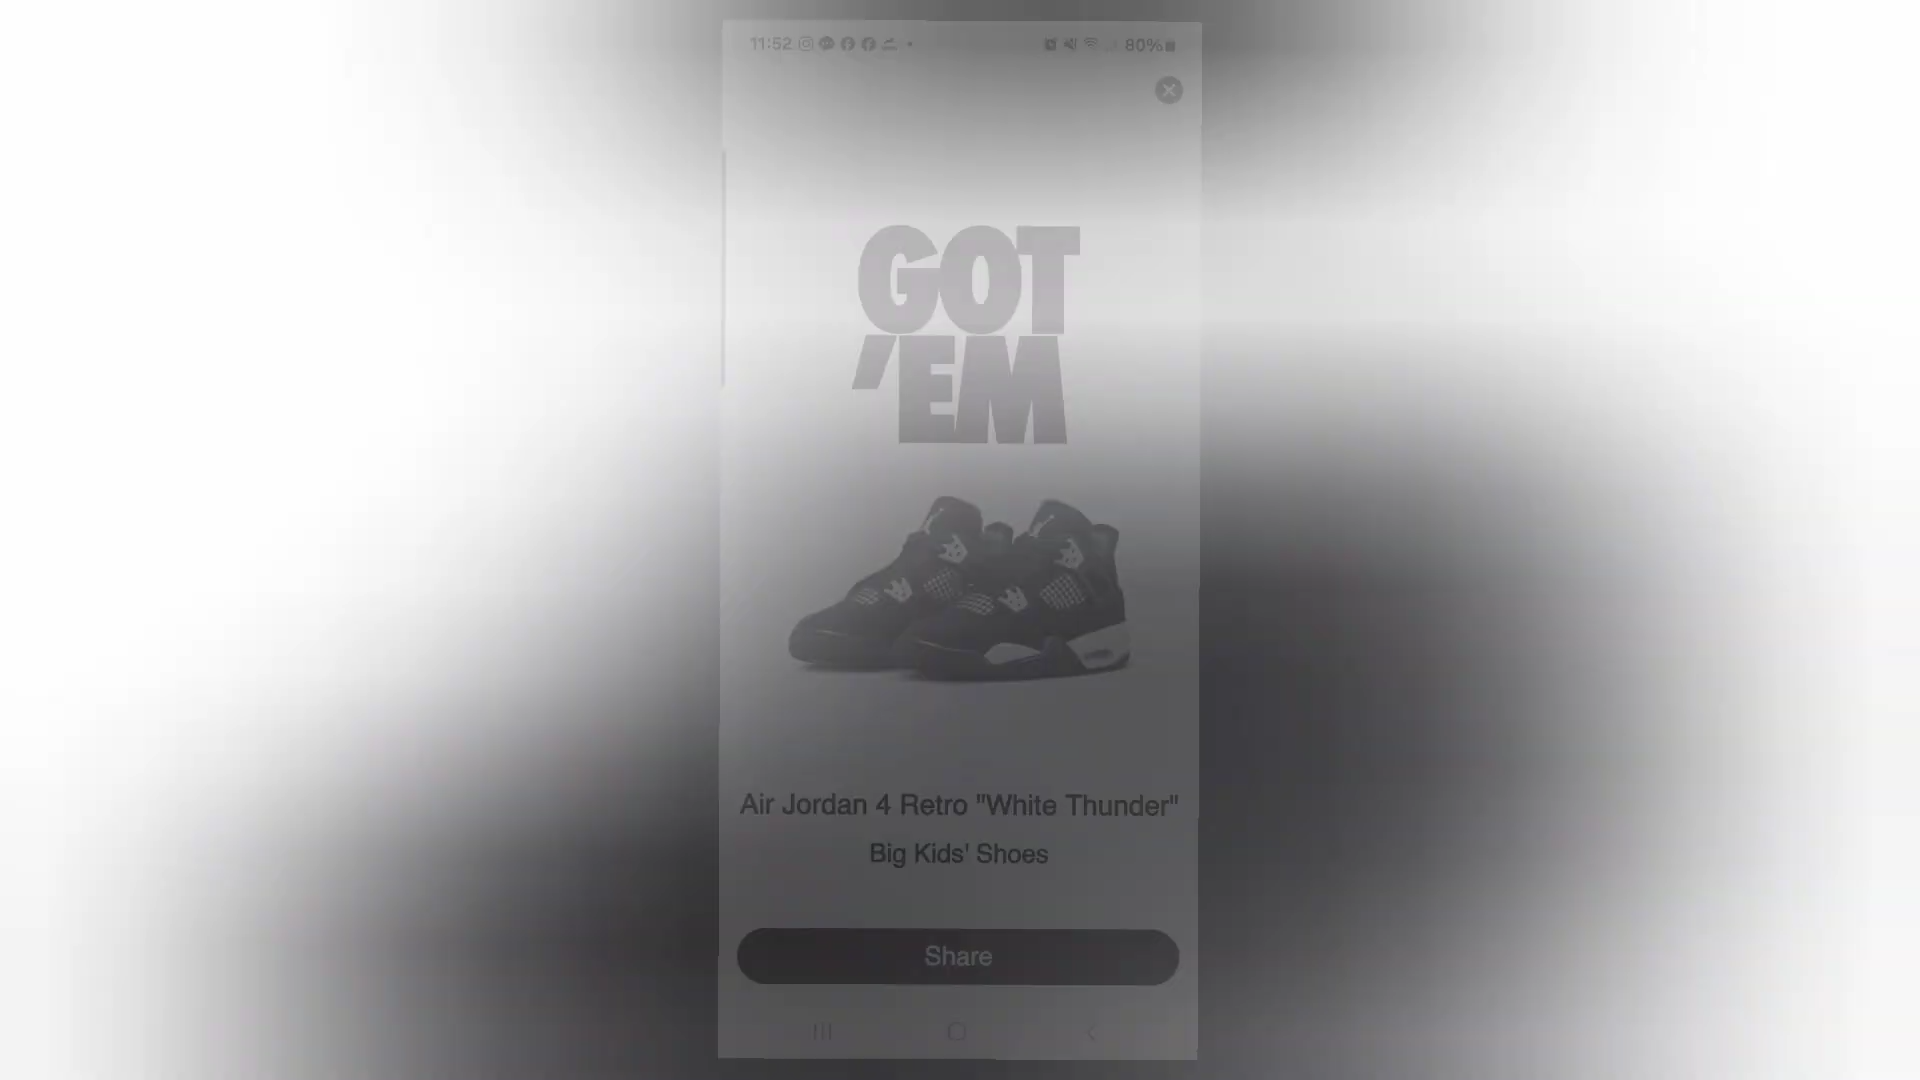 11:52
80%
GOT
'EM
Air Jordan 4 Retro "White Thunder"
Big Kids' Shoes
Share